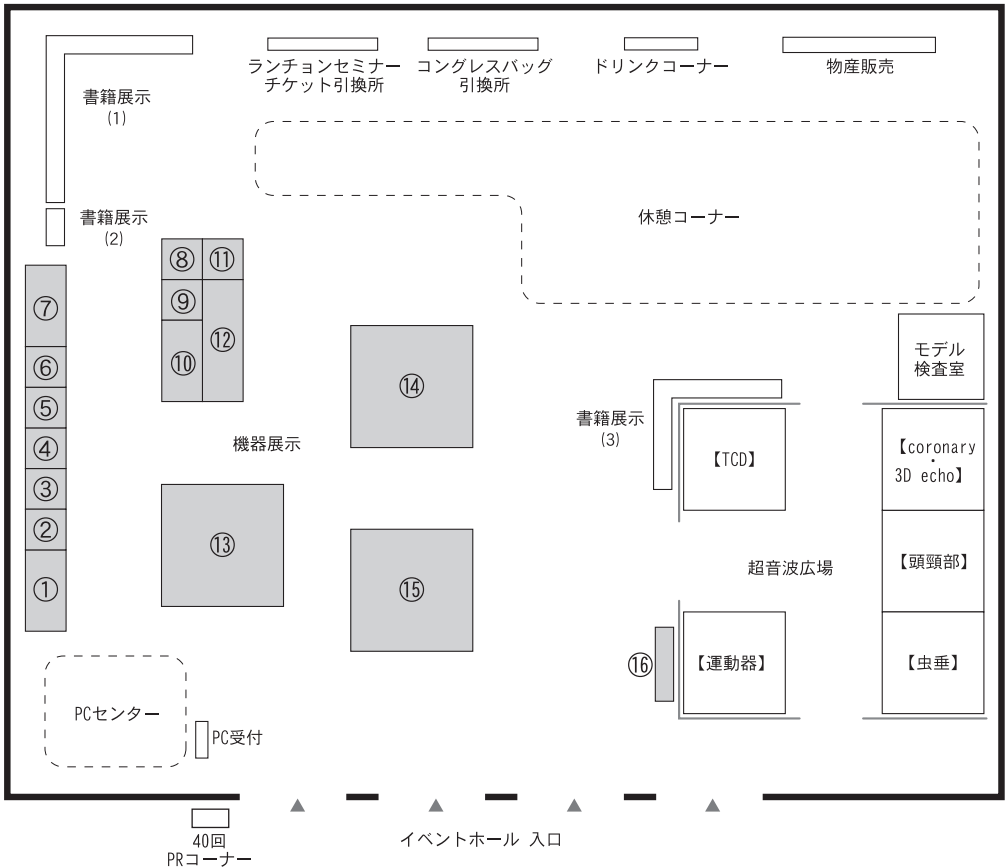 ランチョンセミナー
チケット引換所
コングレスバッグ
引換所
ドリンクコーナー
物産販売
書籍展示
(1)
書籍展示
(2)
休憩コーナー
⑧
⑪
⑨
⑫
⑩
⑦
⑥
⑤
④
③
②
①
⑭
機器展示
⑬
⑮
モデル
検査室
書籍展示
(3)
【TCD】
【coronary
・
3D echo】
超音波広場
【頭頸部】
⑯
【運動器】
【虫垂】
PCセンター
PC受付
40回
PRコーナー
イベントホール 入口